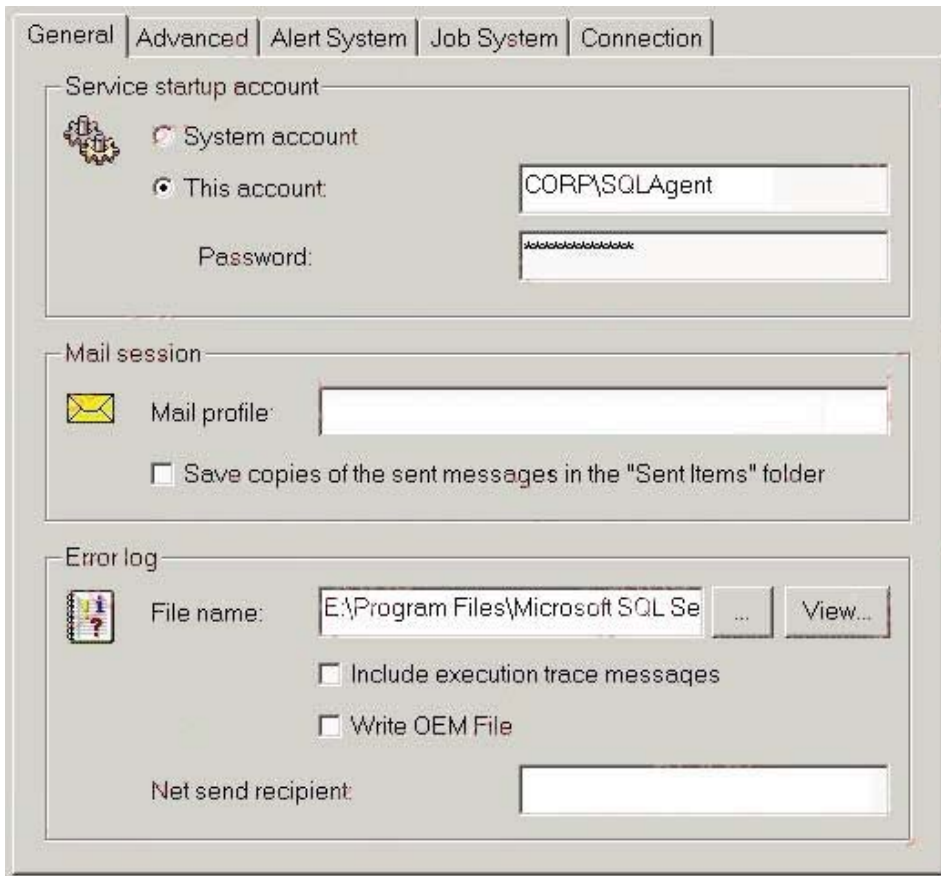 General Advanced Alert System Job System Connection
Service startup account
System account
This account: CORP\SQLAgent
Password: *************
Mail session
Mail profile:
Save copies of the sent messages in the "Sent Items" folder
Error log
File name: E:\Program Files\Microsoft SQL Se ... View...
Include execution trace messages
Write OEM File
Net send recipient: